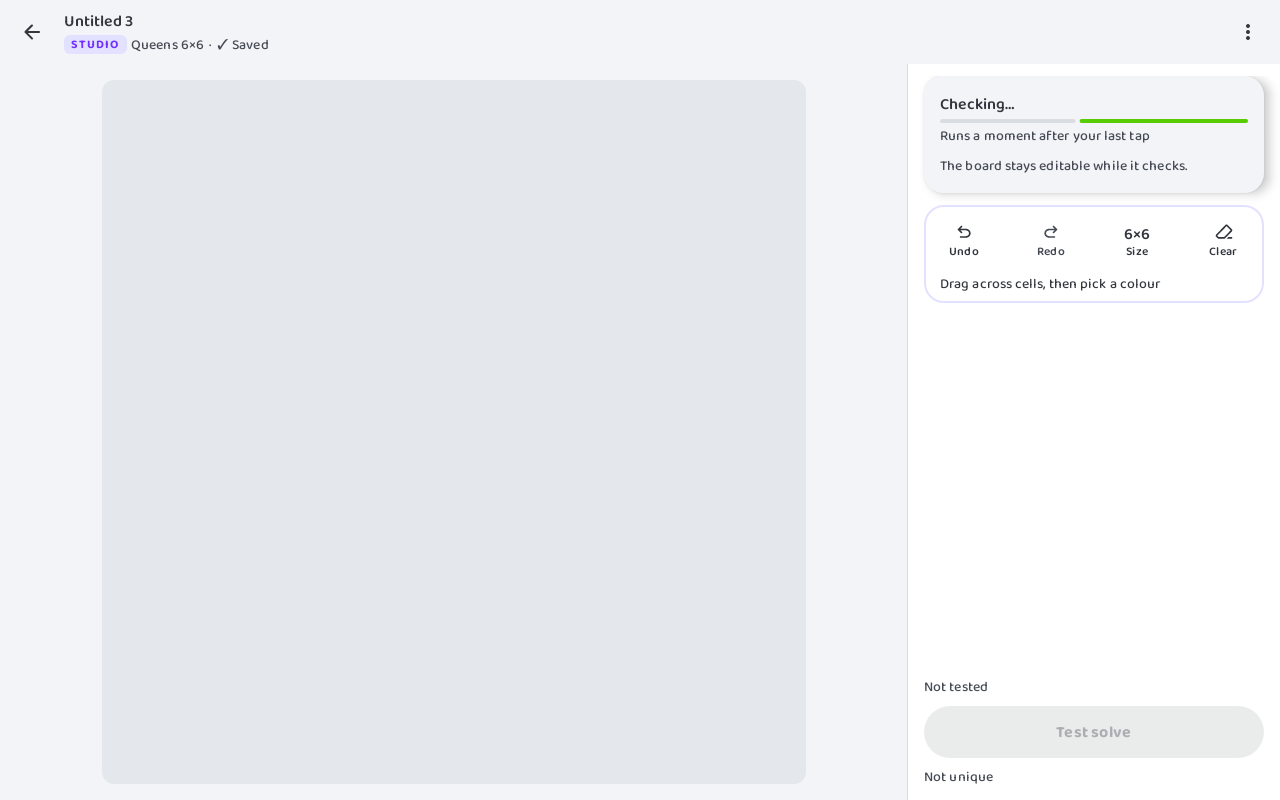 Untitled 3
STUDIO Queens 6×6 · ✓ Saved
Checking…
Runs a moment after your last tap
The board stays editable while it checks.
Undo
Redo
6×6
Size
Clear
Drag across cells, then pick a colour
Not tested
Test solve
Not unique